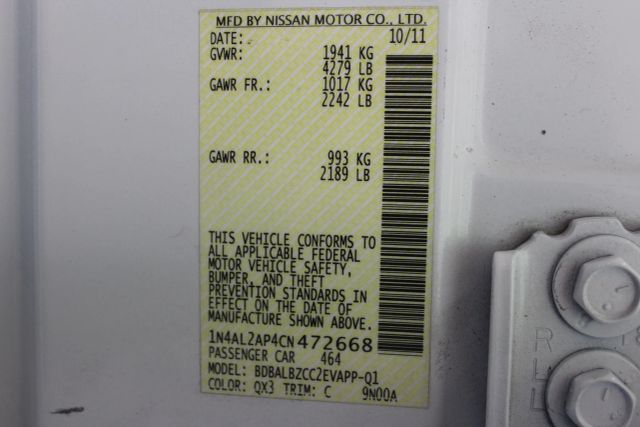 MFD BY NISSAN MOTOR CO., LTD.
DATE: 10/11
GVWR: 1941 KG
4279 LB
GAWR FR.: 1017 KG
2242 LB
GAWR RR.: 993 KG
2189 LB
THIS VEHICLE CONFORMS TO
ALL APPLICABLE FEDERAL
MOTOR VEHICLE SAFETY,
BUMPER, AND THEFT
PREVENTION STANDARDS IN
EFFECT ON THE DATE OF
MANUFACTURE SHOWN ABOVE.
1N4AL2AP4CN472668
PASSENGER CAR 464
MODEL: BDBALBZCC2EVAPP-Q1
COLOR: QX3 TRIM: C 9N00A